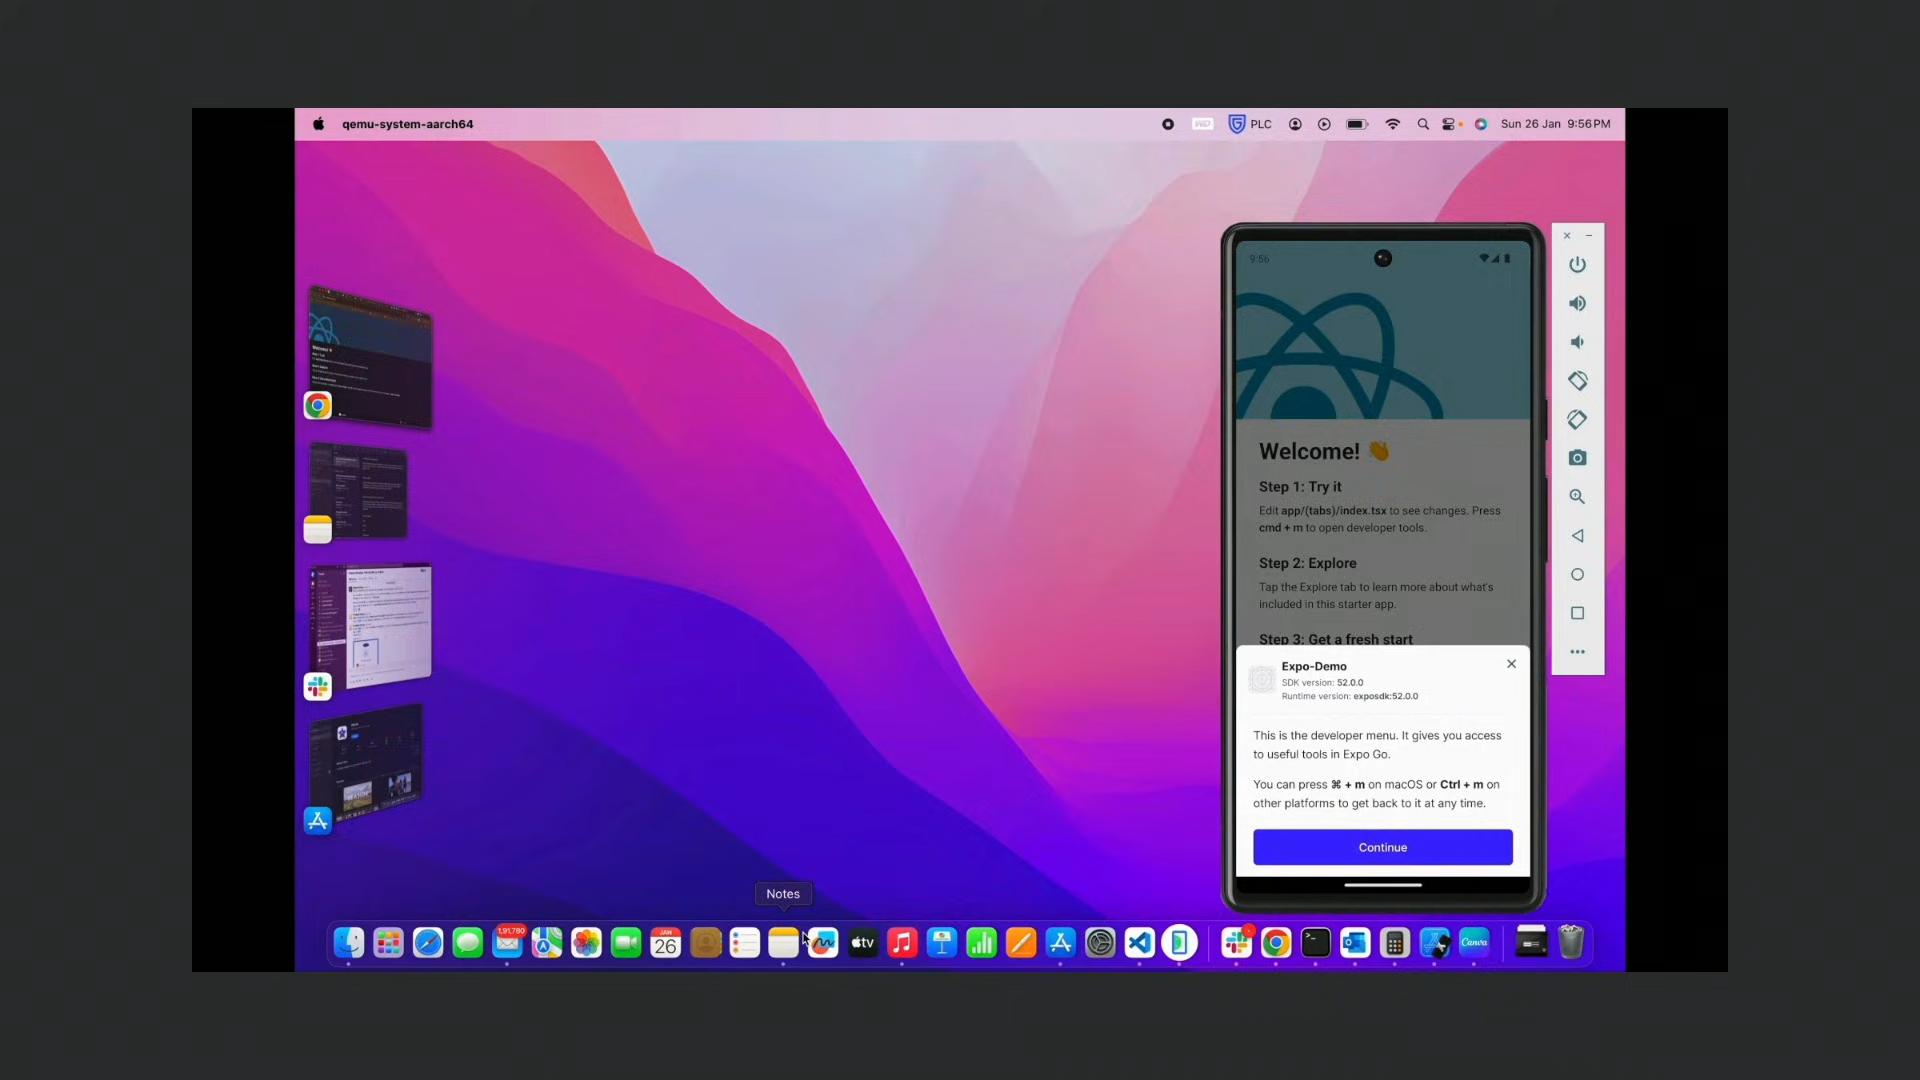 qemu-system-aarch64
WD
PLC
Sun 26 Jan 9:56 PM
9:56
Welcome! 👋
Step 1: Try it
Edit app/(tabs)/index.tsx to see changes. Press
cmd + m to open developer tools.
Step 2: Explore
Tap the Explore tab to learn more about what's
included in this starter app.
Step 3: Get a fresh start
Expo-Demo
SDK version: 52.0.0
Runtime version: exposdk:52.0.0
This is the developer menu. It gives you access
to useful tools in Expo Go.
You can press ⌘ + m on macOS or Ctrl + m on
other platforms to get back to it at any time.
Continue
Notes
1,91,780
JAN
26
tv
Canva